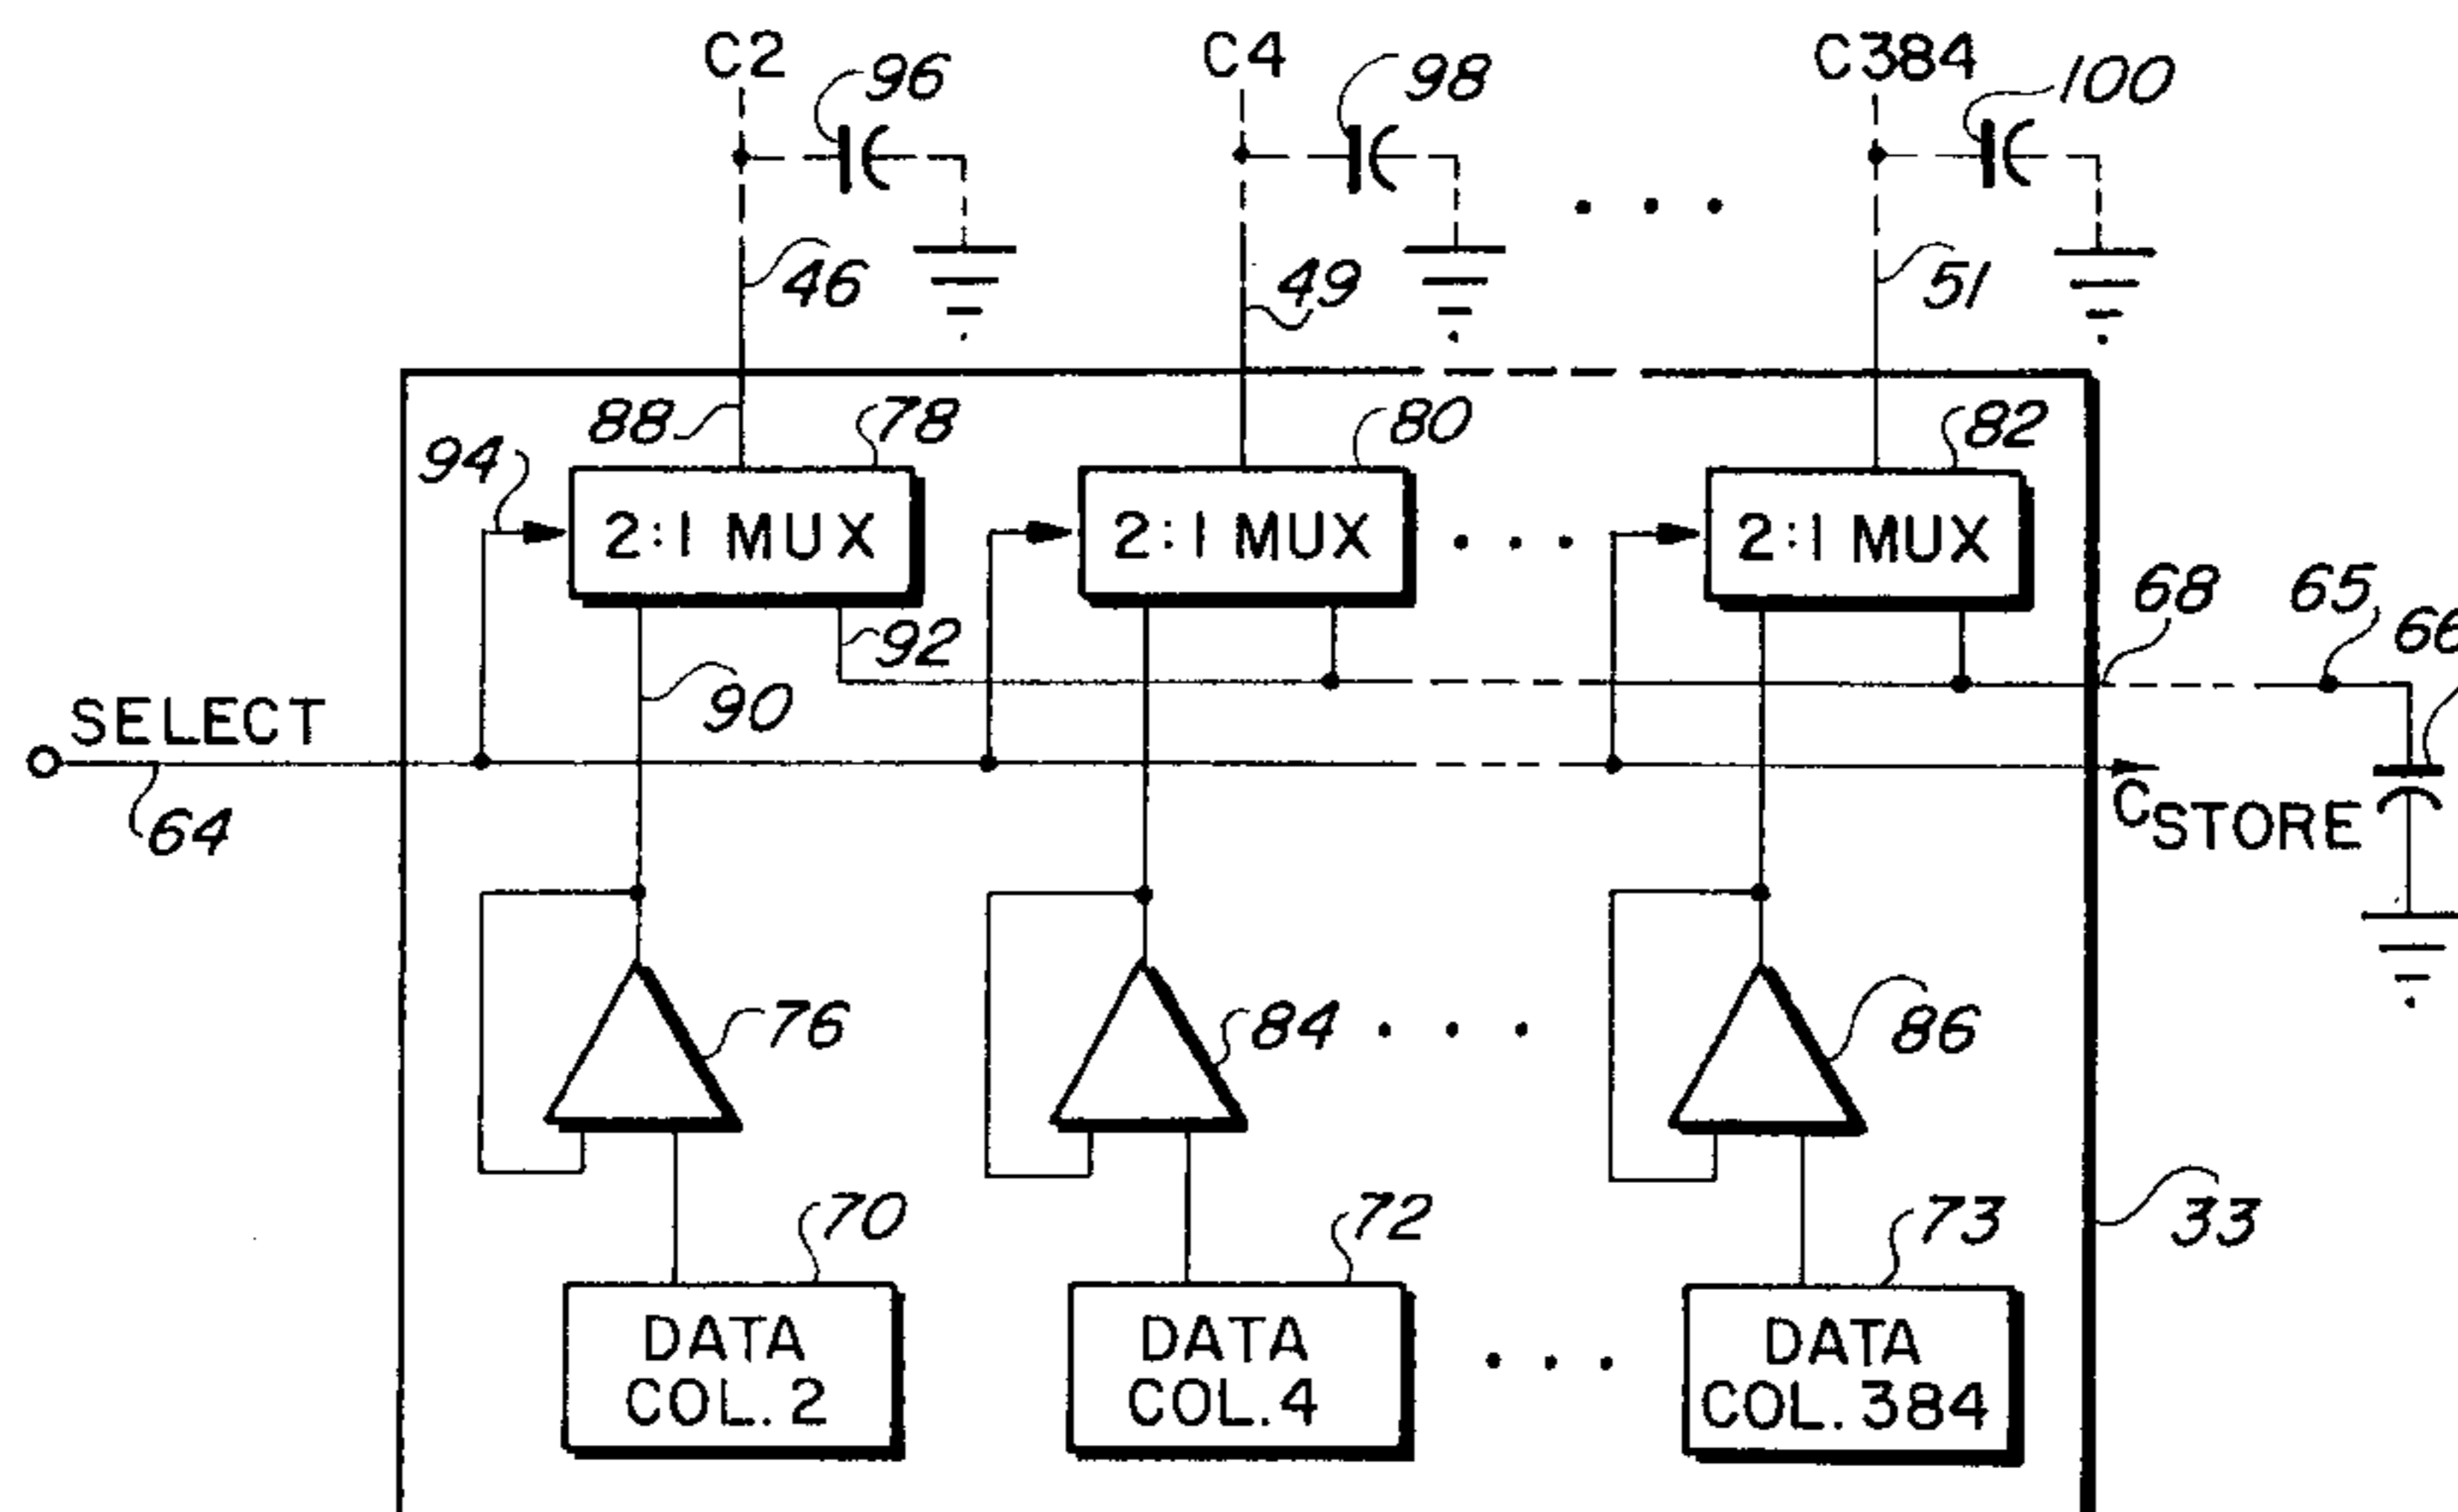 C2 96 C4 98 C384 100
46 49 51
88 78 80 82
94
2:1 MUX 2:1 MUX 2:1 MUX
92 68 65 66
90
SELECT
64
CSTORE
76 84 86
70 72 73 33
DATA COL. 2
DATA COL. 4
DATA COL. 384